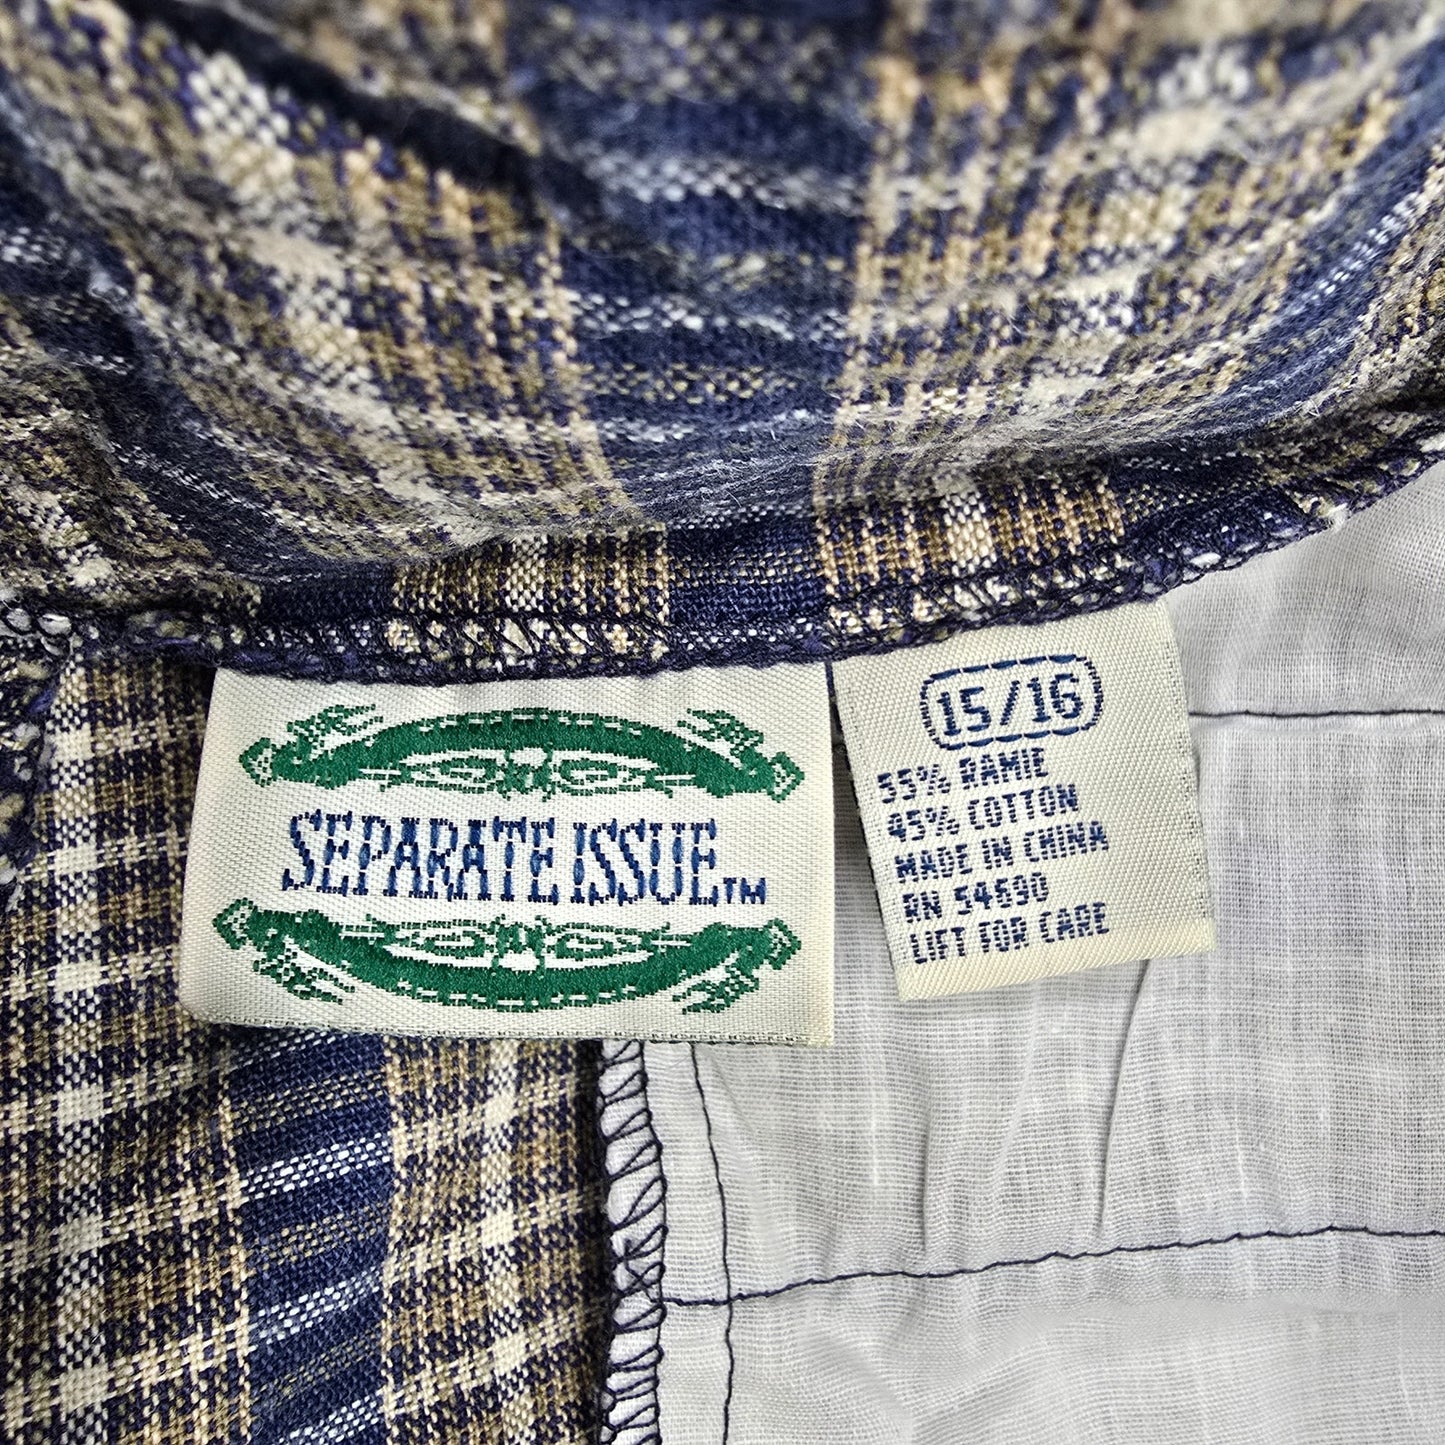 SEPARATE ISSUE™
15/16
55% RAMIE
45% COTTON
MADE IN CHINA
RN 54690
LIFT FOR CARE